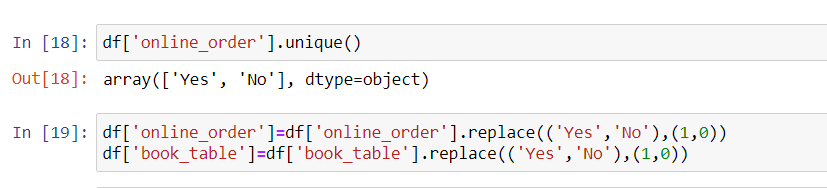 In [18]: df['online_order'].unique()
Out[18]: array(['Yes', 'No'], dtype=object)
In [19]: df['online_order']=df['online_order'].replace(('Yes','No'),(1,0))
df['book_table']=df['book_table'].replace(('Yes','No'),(1,0))